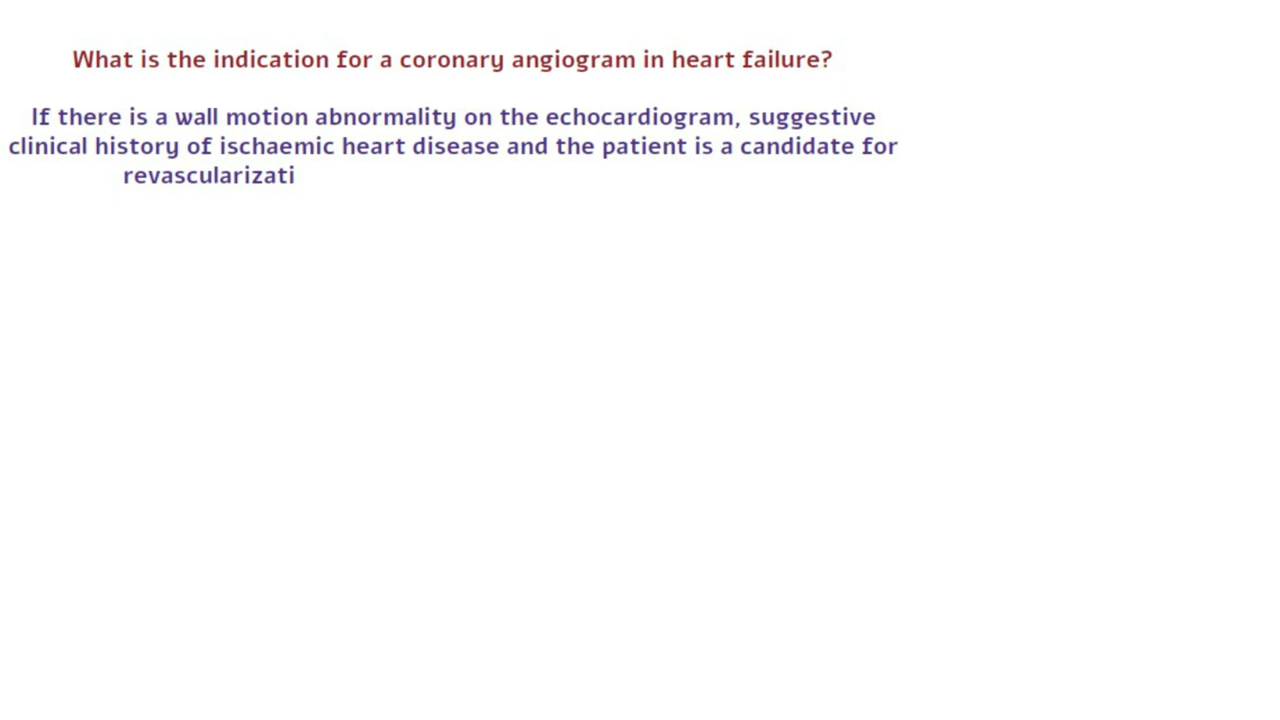 What is the indication for a coronary angiogram in heart failure?
If there is a wall motion abnormality on the echocardiogram, suggestive
clinical history of ischaemic heart disease and the patient is a candidate for
revascularizati